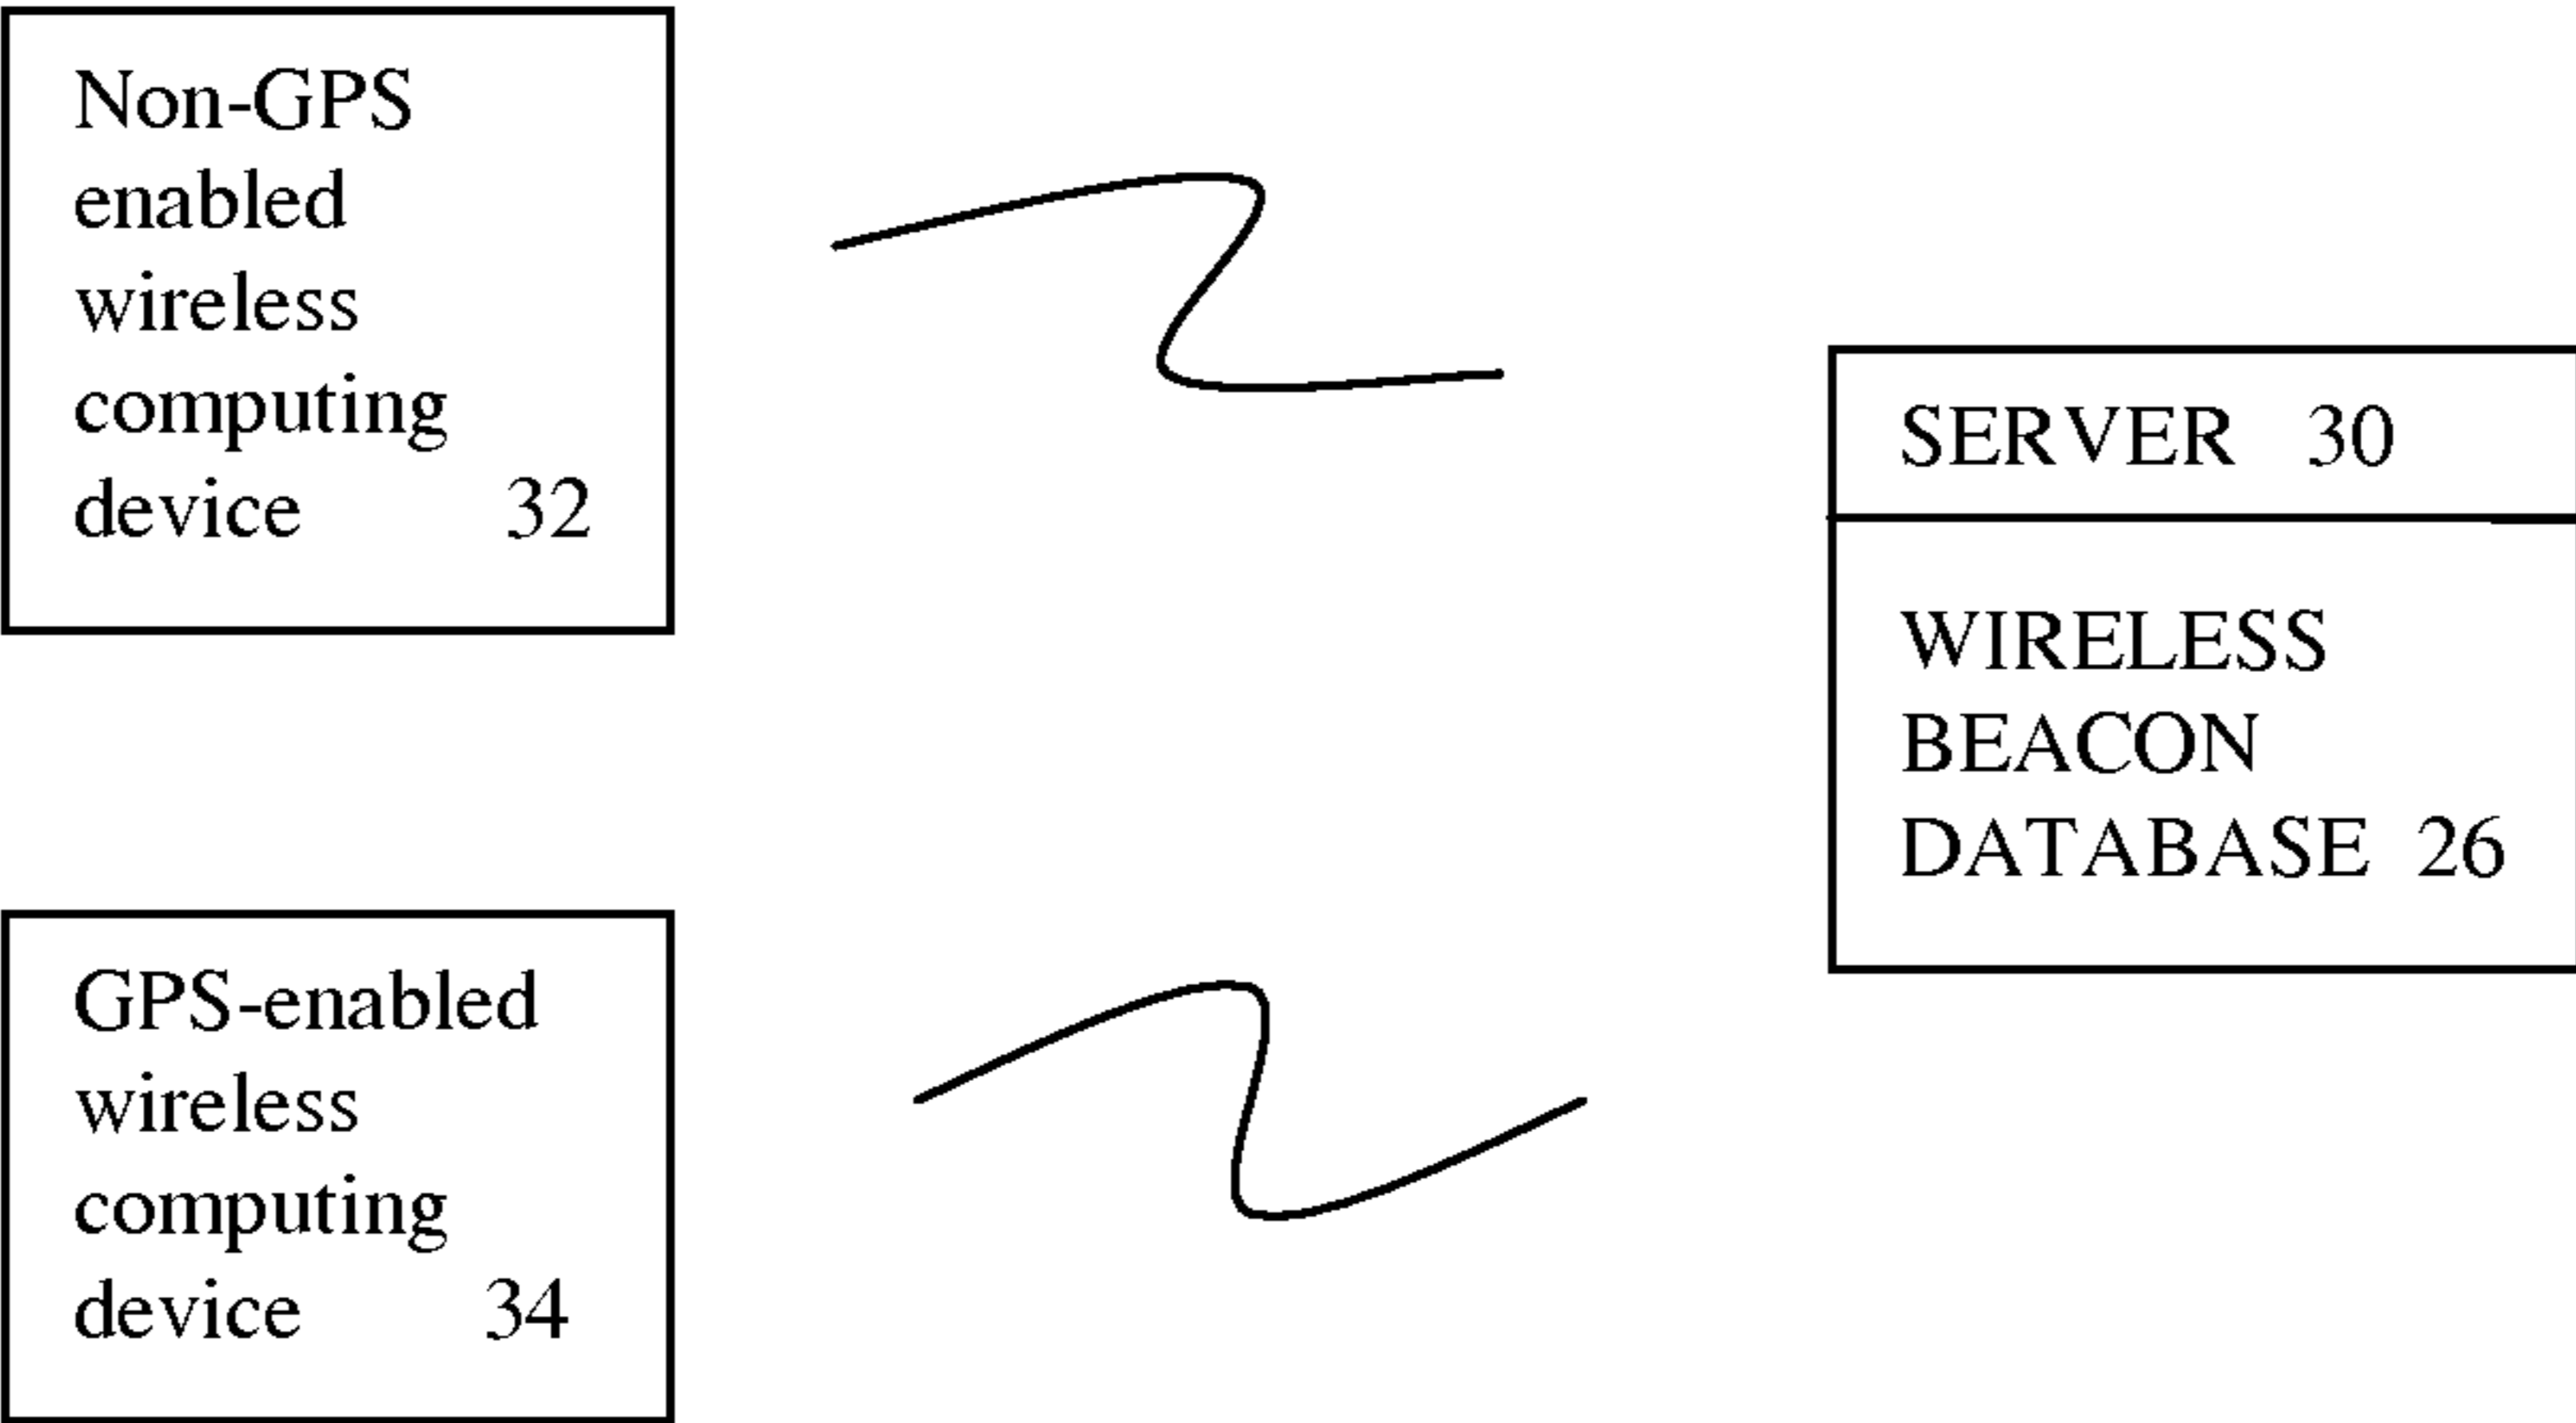 Non-GPS
enabled
wireless
computing
device 32
SERVER 30
WIRELESS
BEACON
DATABASE 26
GPS-enabled
wireless
computing
device 34